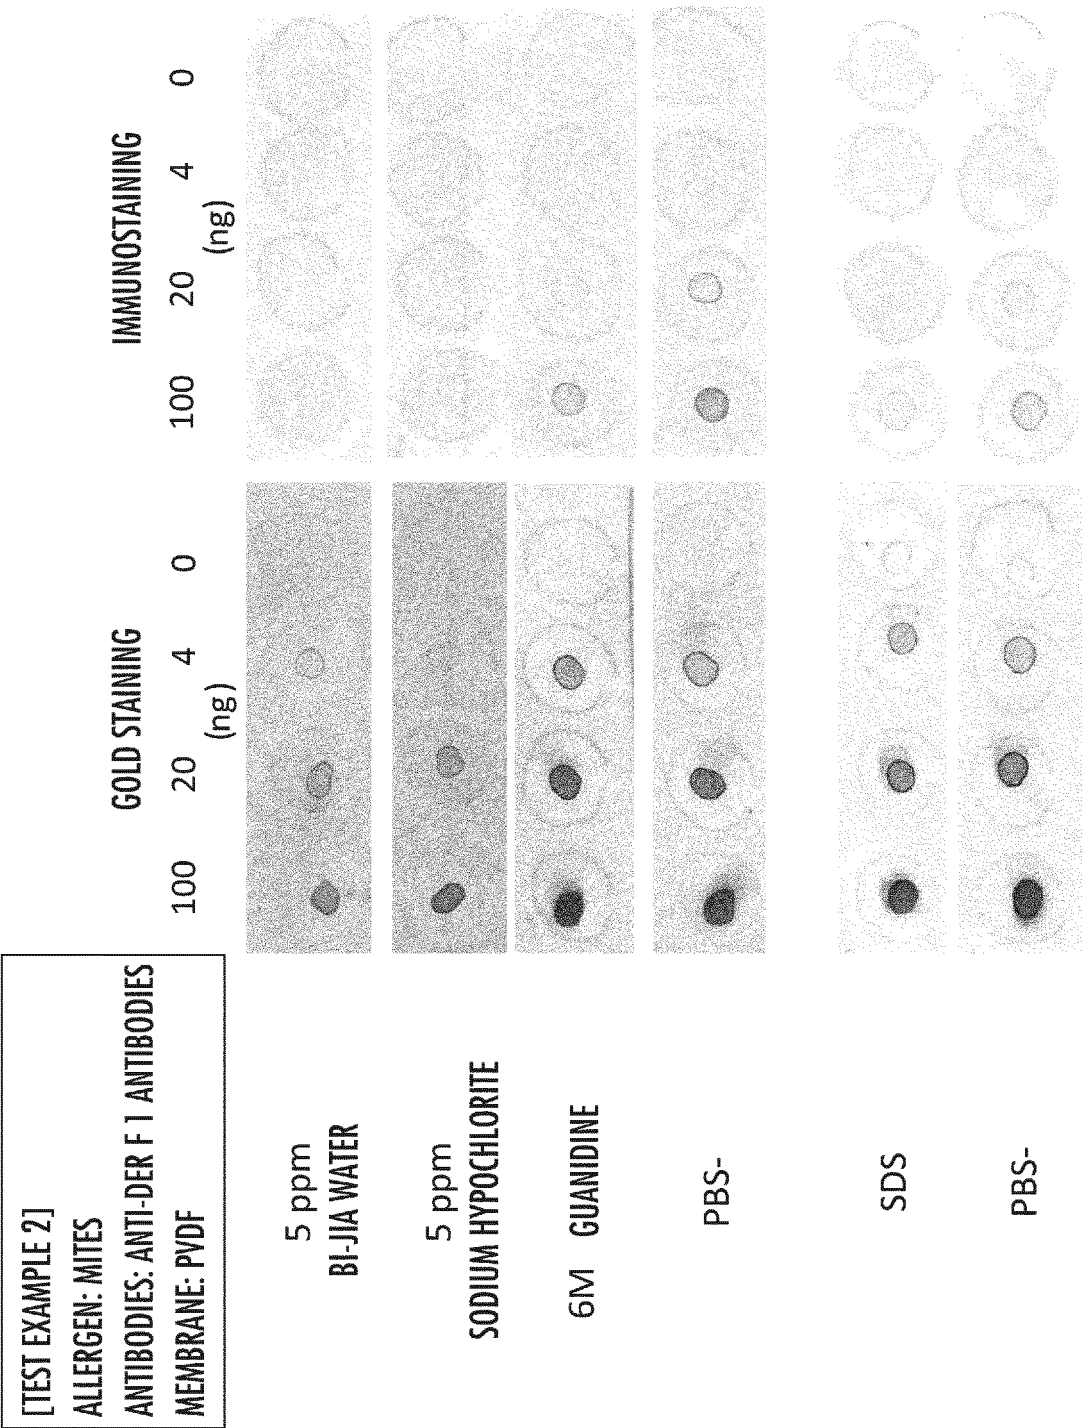 [TEST EXAMPLE 2]
ALLERGEN: MITES
ANTIBODIES: ANTI-DER F 1 ANTIBODIES
MEMBRANE: PVDF
GOLD STAINING
100 20 4 0
(ng)
IMMUNOSTAINING
100 20 4 0
(ng)
5 ppm
BI-JIA WATER
5 ppm
SODIUM HYPOCHLORITE
6M GUANIDINE
PBS-
SDS
PBS-